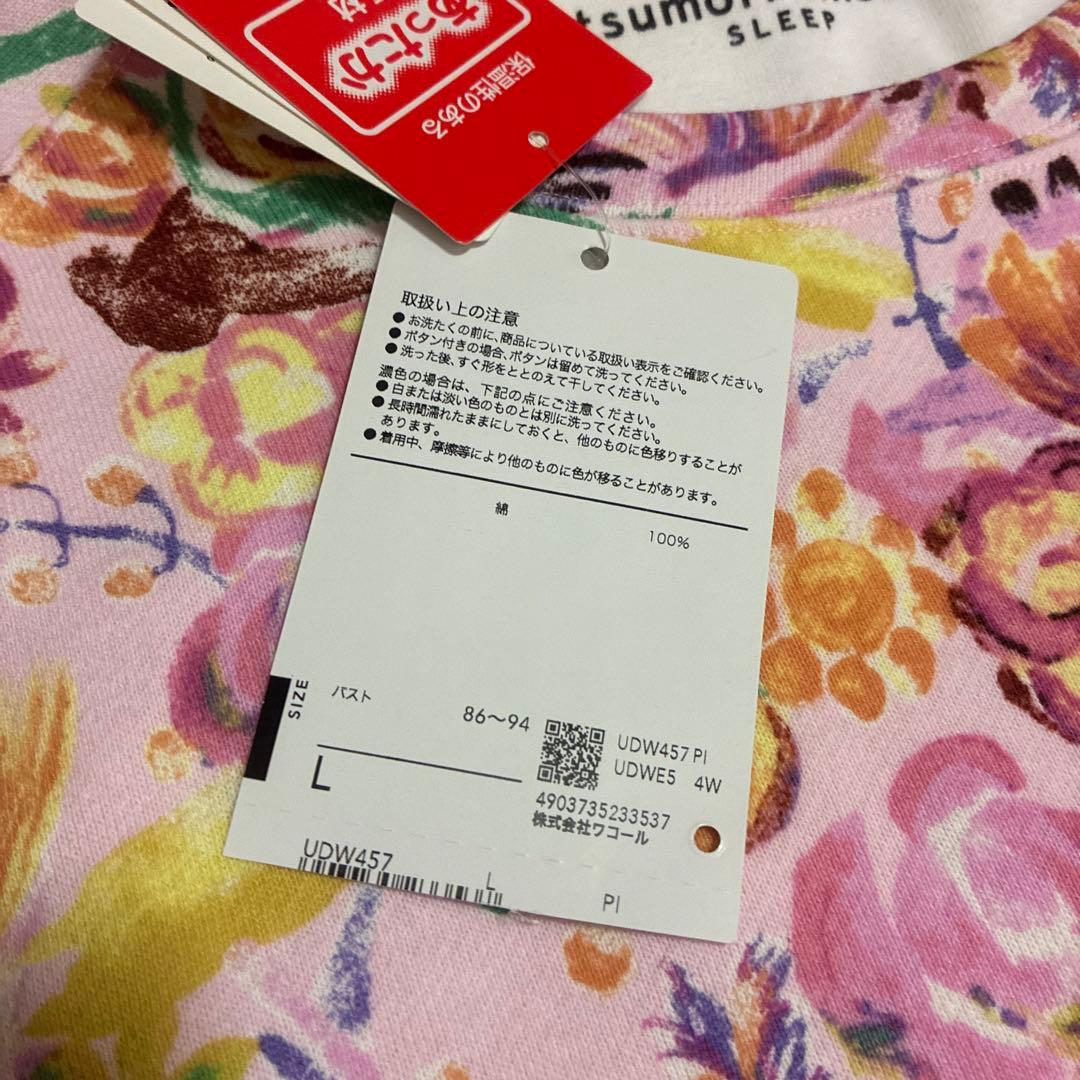 tsumori
SLEEP
あったか
保温性のある
取扱い上の注意
●お洗たくの前に、商品についている取扱い表示をご確認ください。
●ボタン付きの場合、ボタンは留めて洗ってください。
●洗った後、すぐ形をととのえて干してください。
濃色の場合は、下記の点にご注意ください。
●白または淡い色のものとは別に洗ってください。
●長時間濡れたままにしておくと、他のものに色移りすることが
あります。
●着用中、摩擦等により他のものに色が移ることがあります。
綿 100%
SIZE
バスト
86〜94
L
UDW457 PI
UDWE5 4W
4903735233537
株式会社ワコール
UDW457
L
PI